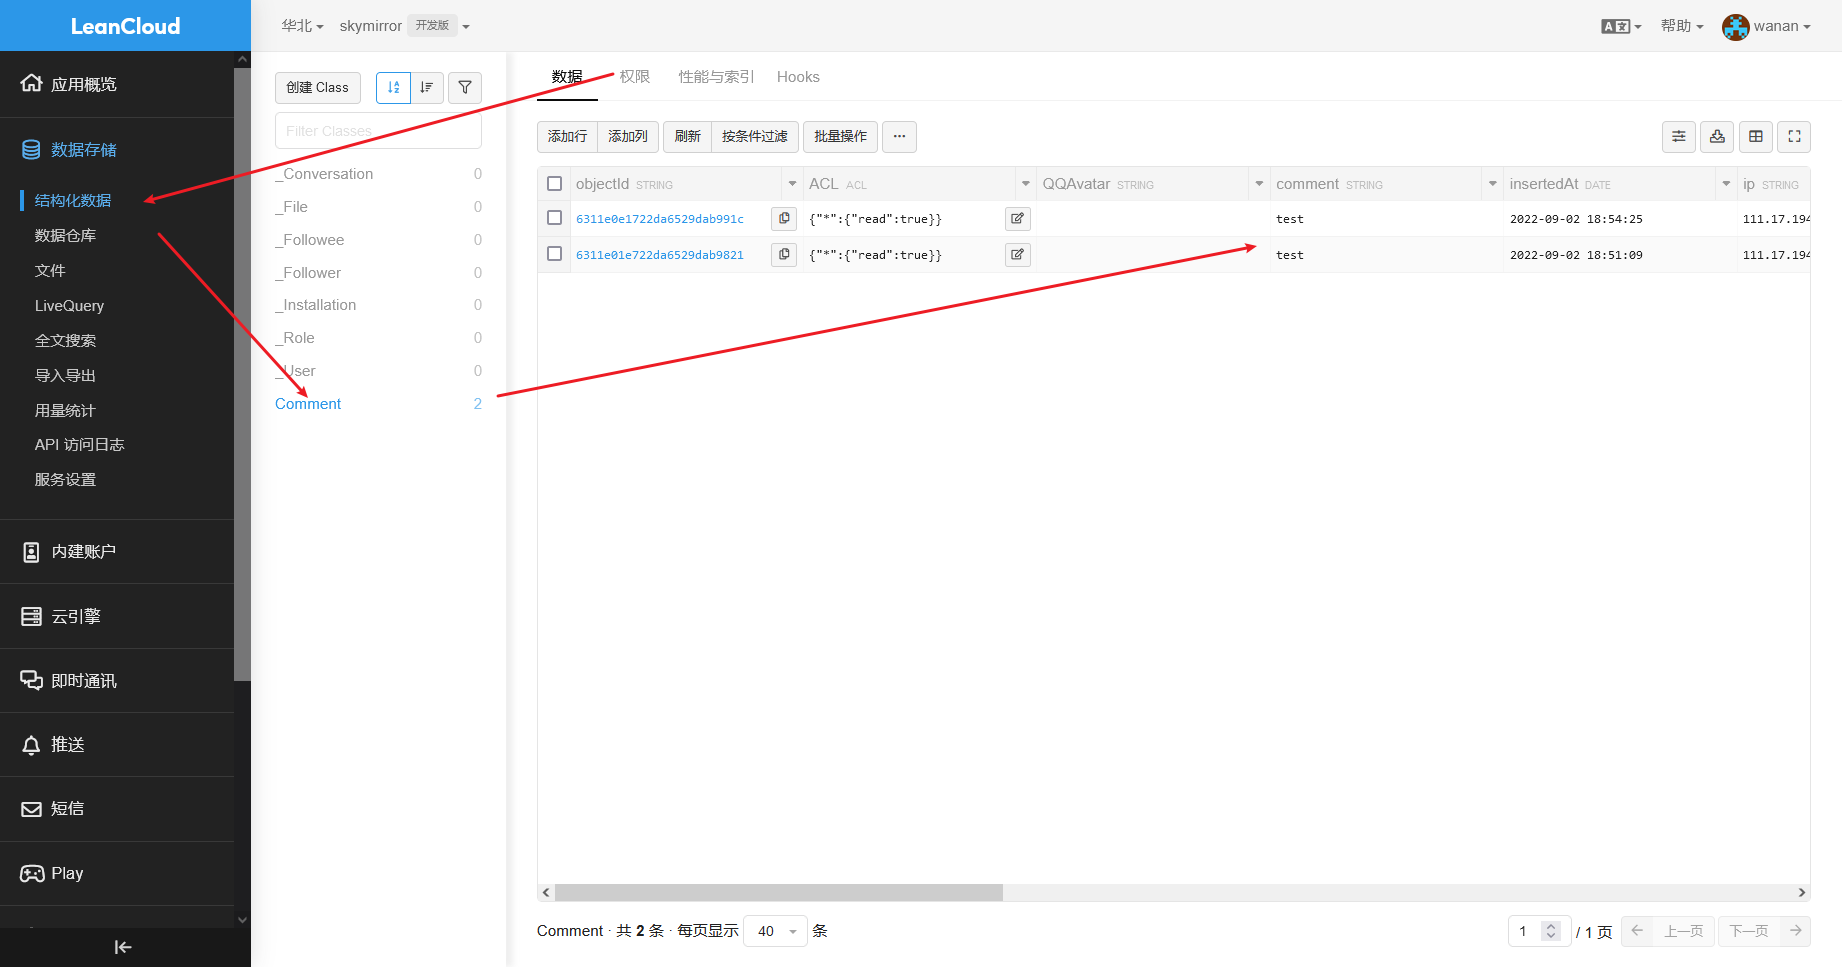 LeanCloud
华北
skymirror 开发版
帮助
wanan
应用概览
数据存储
结构化数据
数据仓库
文件
LiveQuery
全文搜索
导入导出
用量统计
API 访问日志
服务设置
内建账户
云引擎
即时通讯
推送
短信
Play
创建 Class
Filter Classes
_Conversation 0
_File 0
_Followee 0
_Follower 0
_Installation 0
_Role 0
_User 0
Comment 2
数据 权限 性能与索引 Hooks
添加行 添加列 刷新 按条件过滤 批量操作 ···
objectId STRING ACL ACL QQAvatar STRING comment STRING insertedAt DATE ip STRING
6311e0e1722da6529dab991c {"*":{"read":true}} test 2022-09-02 18:54:25 111.17.194
6311e01e722da6529dab9821 {"*":{"read":true}} test 2022-09-02 18:51:09 111.17.194
Comment · 共 2 条 · 每页显示 40 条
1 / 1 页 上一页 下一页